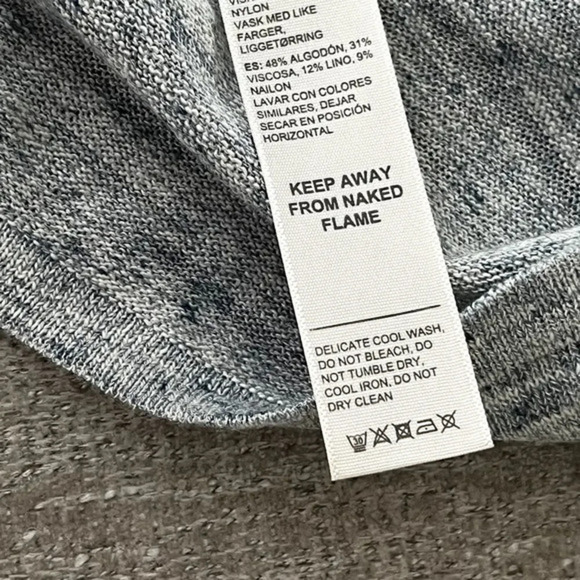 NYLON
VASK MED LIKE
FARGER,
LIGGETØRRING
ES: 48% ALGODÓN, 31%
VISCOSA, 12% LINO, 9%
NAILON
LAVAR CON COLORES
SIMILARES, DEJAR
SECAR EN POSICIÓN
HORIZONTAL
KEEP AWAY
FROM NAKED
FLAME
DELICATE COOL WASH,
DO NOT BLEACH, DO
NOT TUMBLE DRY,
COOL IRON, DO NOT
DRY CLEAN
30